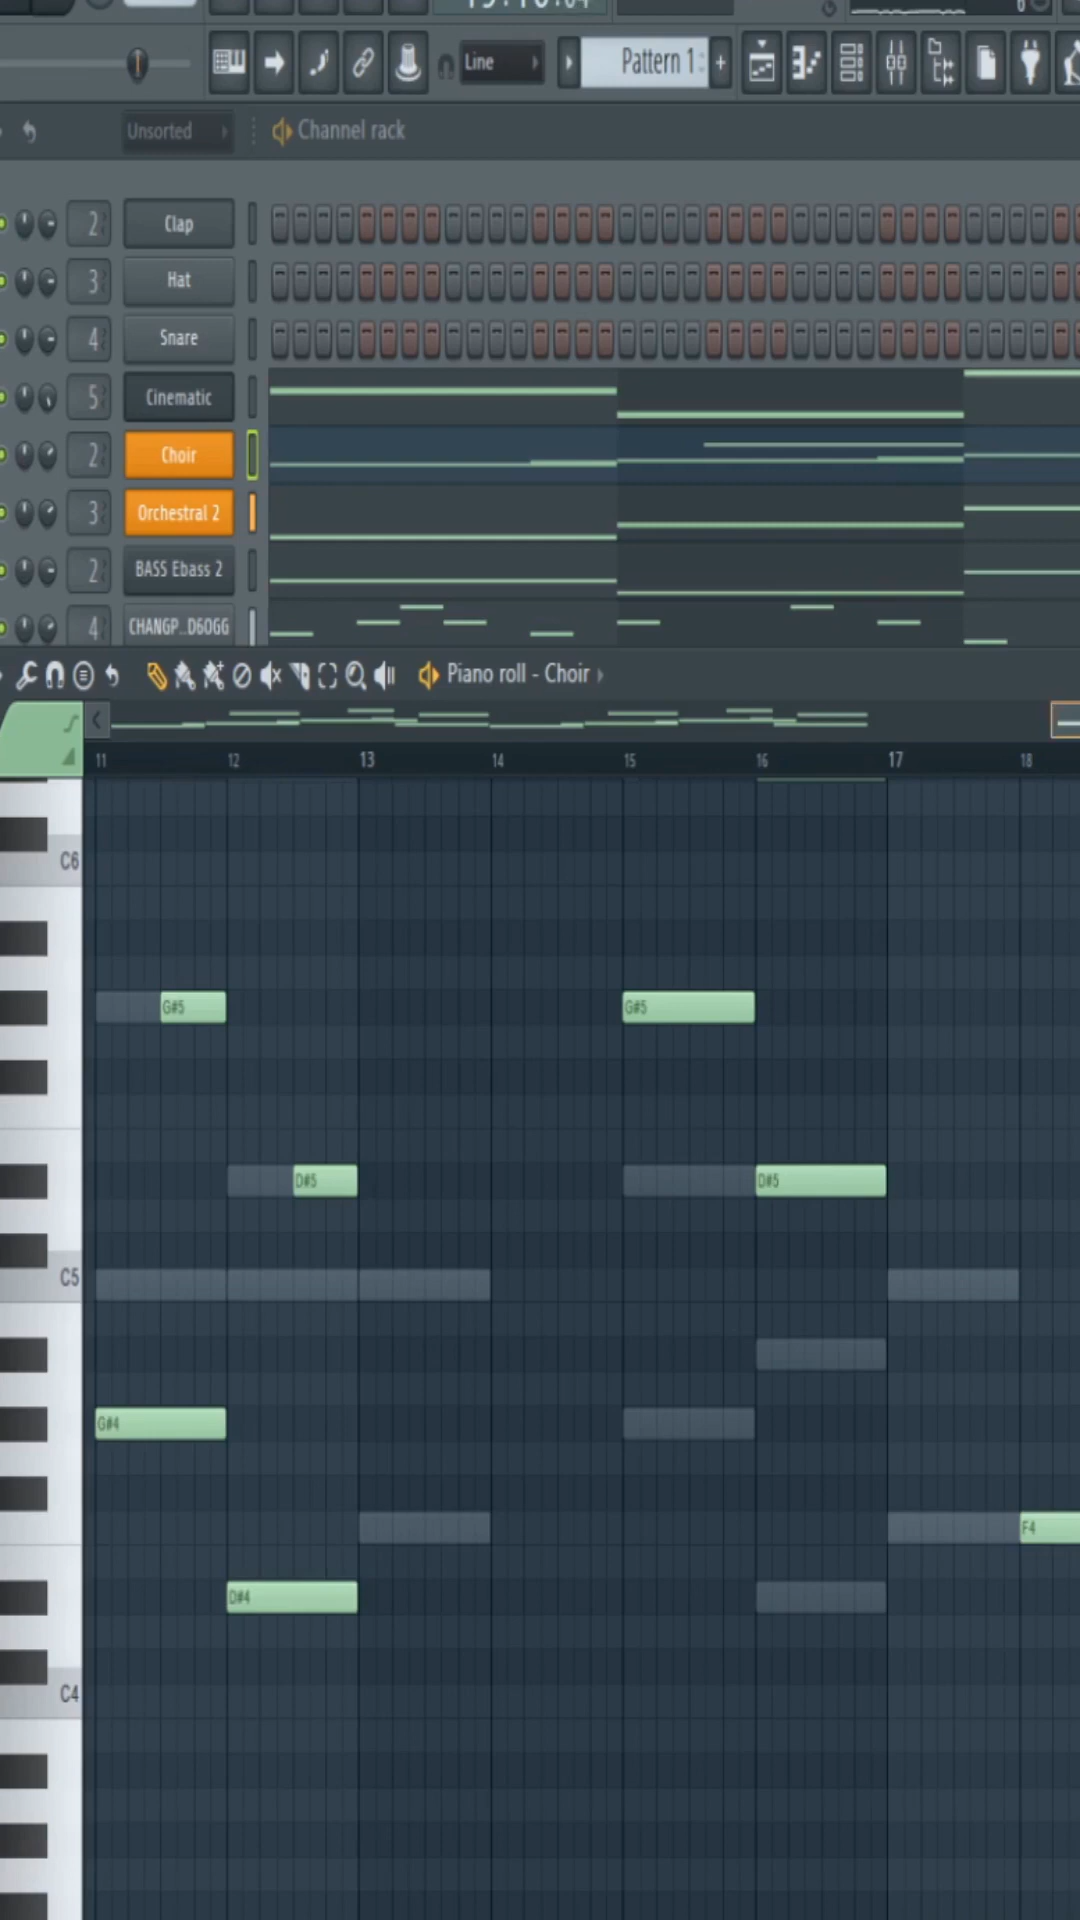 Line
Pattern 1
+
Unsorted
Channel rack
2 Clap
3 Hat
4 Snare
5 Cinematic
2 Choir
3 Orchestral 2
2 BASS Ebass 2
4 CHANGP..D6OGG
Piano roll - Choir
11 12 13 14 15 16 17 18
C6
G#5 G#5
D#5 D#5
C5
G#4
F4
D#4
C4